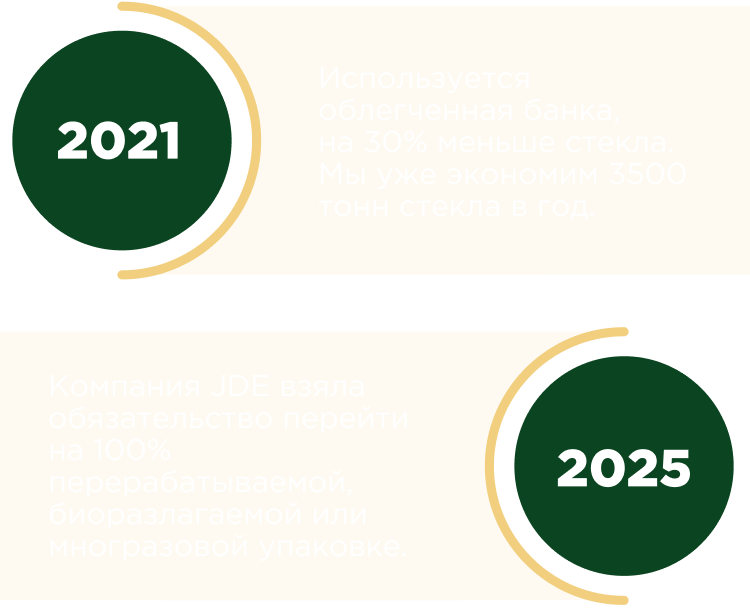 2021
Используется
облегченная банка,
на 30% меньше стекла.
Мы уже экономим 3500
тонн стекла в год.
Компания JDE взяла
обязательство перейти
на 100%
перерабатываемой,
биоразлагаемой или
многразовой упаковке.
2025